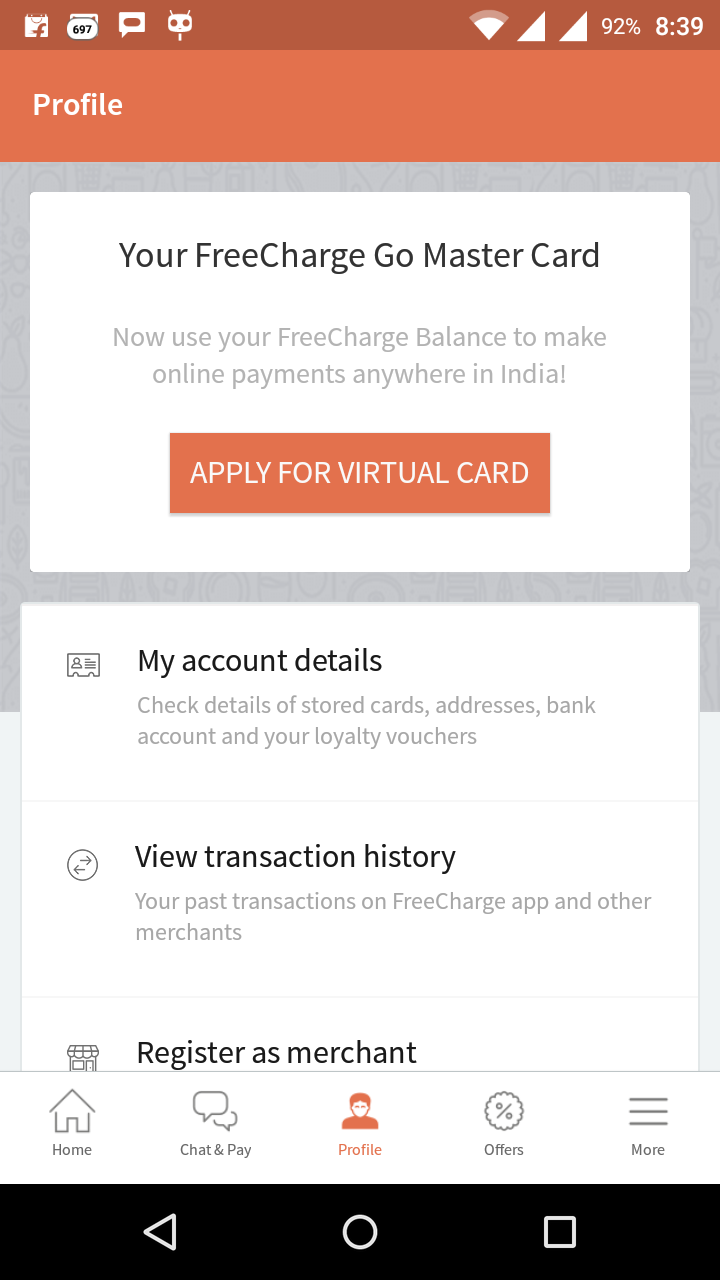 697
92% 8:39
Profile
Your FreeCharge Go Master Card
Now use your FreeCharge Balance to make
online payments anywhere in India!
APPLY FOR VIRTUAL CARD
My account details
Check details of stored cards, addresses, bank
account and your loyalty vouchers
View transaction history
Your past transactions on FreeCharge app and other
merchants
Register as merchant
Home
Chat & Pay
Profile
Offers
More